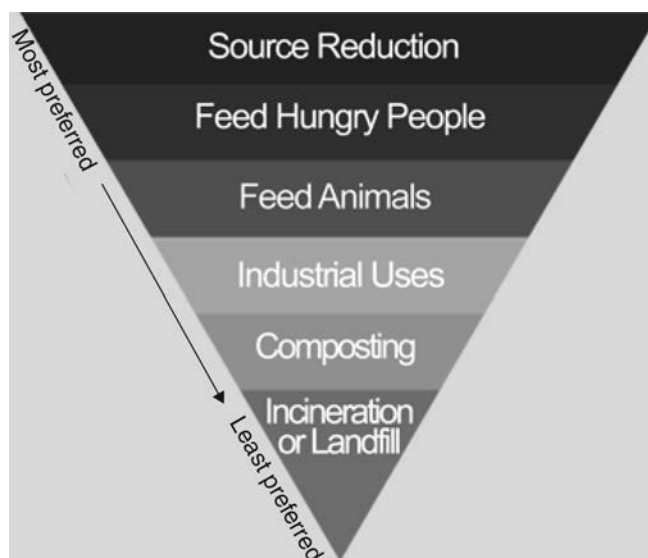 Most preferred
Source Reduction
Feed Hungry People
Feed Animals
Industrial Uses
Composting
Incineration
or Landfill
Least preferred